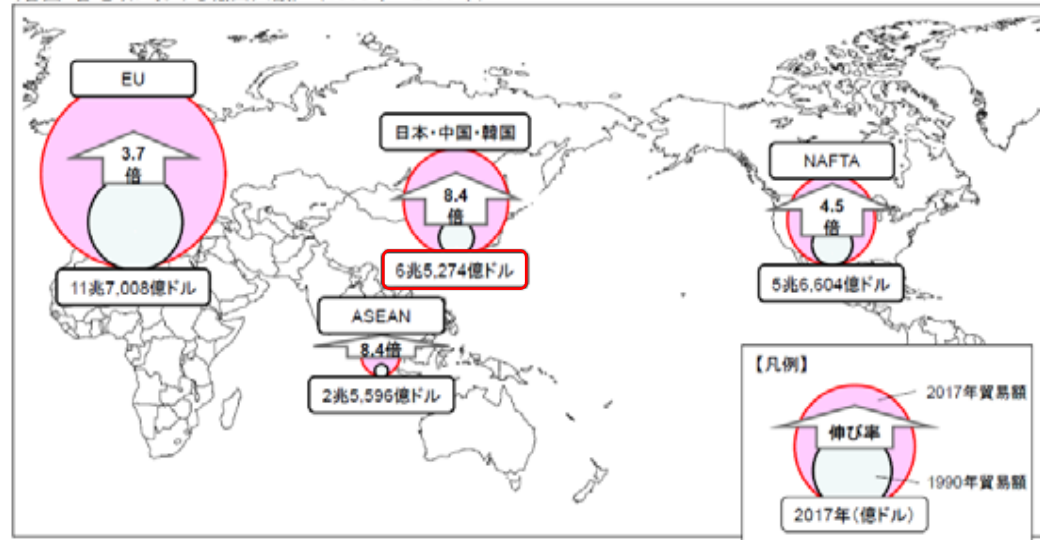 EU
3.7
倍
11兆7,008億ドル
日本・中国・韓国
8.4
倍
6兆5,274億ドル
ASEAN
8.4倍
2兆5,596億ドル
NAFTA
4.5
倍
5兆6,604億ドル
【凡例】
2017年貿易額
伸び率
1990年貿易額
2017年(億ドル)